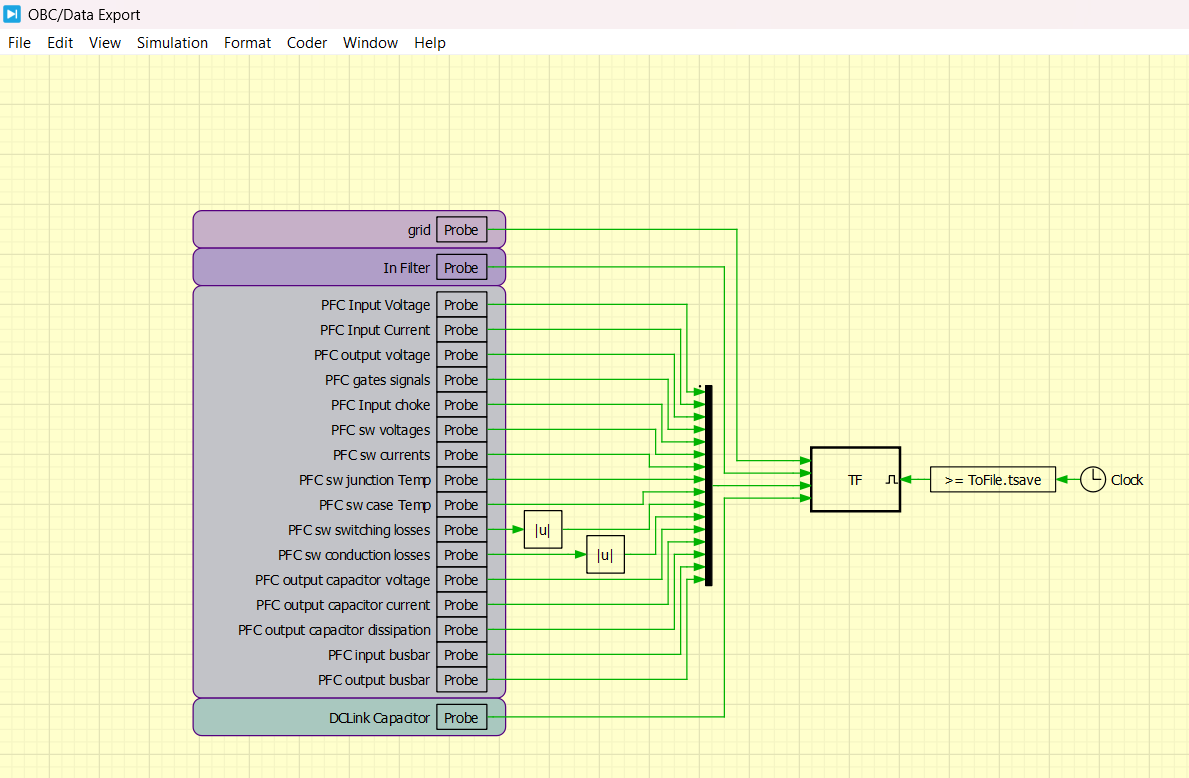 OBC/Data Export
File Edit View Simulation Format Coder Window Help
grid Probe
In Filter Probe
PFC Input Voltage Probe
PFC Input Current Probe
PFC output voltage Probe
PFC gates signals Probe
PFC Input choke Probe
PFC sw voltages Probe
PFC sw currents Probe
PFC sw junction Temp Probe
PFC sw case Temp Probe
PFC sw switching losses Probe |u|
PFC sw conduction losses Probe |u|
PFC output capacitor voltage Probe
PFC output capacitor current Probe
PFC output capacitor dissipation Probe
PFC input busbar Probe
PFC output busbar Probe
DCLink Capacitor Probe
TF >= ToFile.tsave Clock